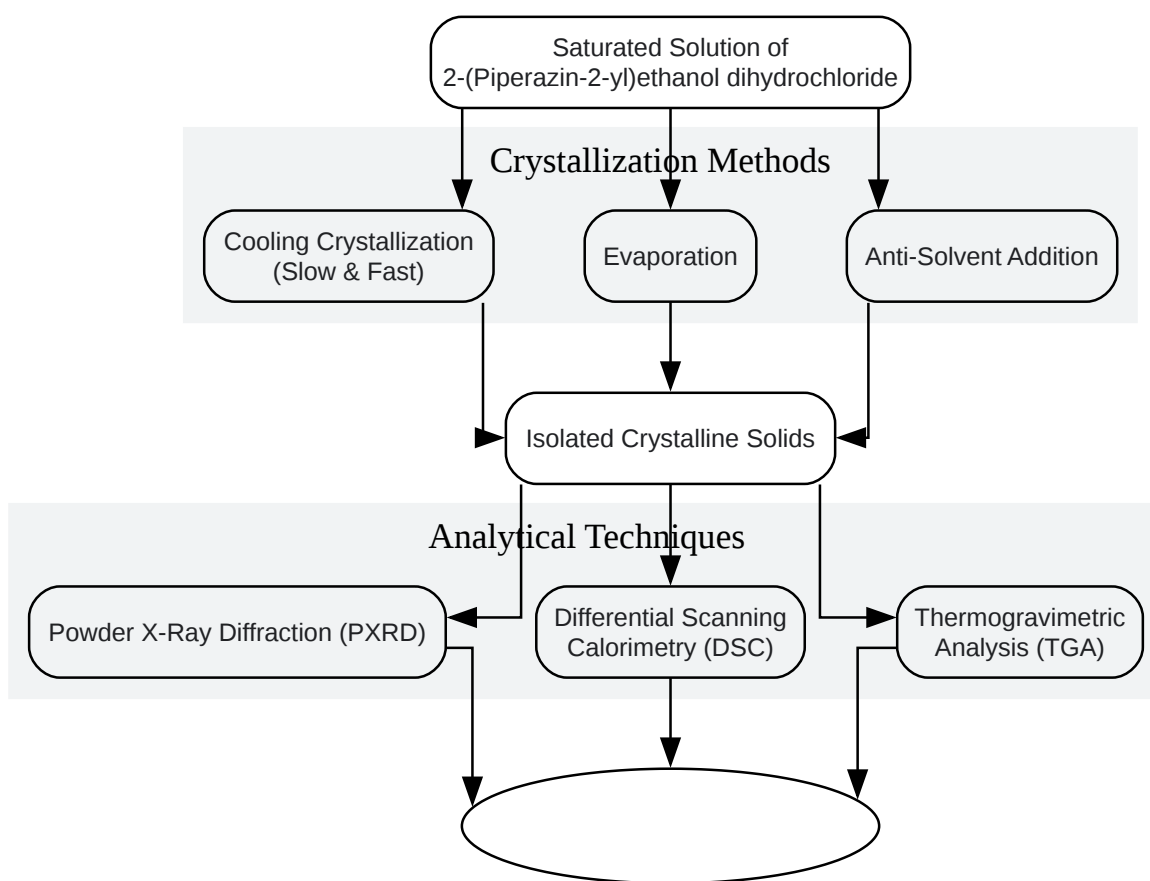 Saturated Solution of
2-(Piperazin-2-yl)ethanol dihydrochloride
Crystallization Methods
Cooling Crystallization
(Slow & Fast)
Evaporation
Anti-Solvent Addition
Isolated Crystalline Solids
Analytical Techniques
Powder X-Ray Diffraction (PXRD)
Differential Scanning
Calorimetry (DSC)
Thermogravimetric
Analysis (TGA)